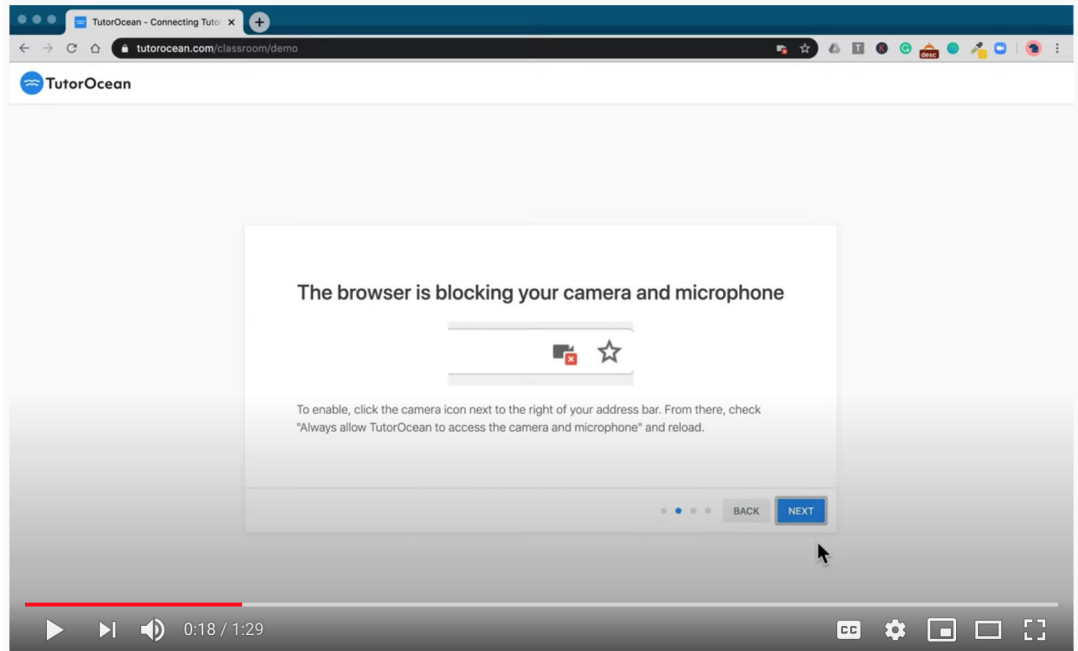 TutorOcean - Connecting Tuto
tutorocean.com/classroom/demo
desc
TutorOcean
The browser is blocking your camera and microphone
To enable, click the camera icon next to the right of your address bar. From there, check
"Always allow TutorOcean to access the camera and microphone" and reload.
BACK NEXT
0:18 / 1:29
CC